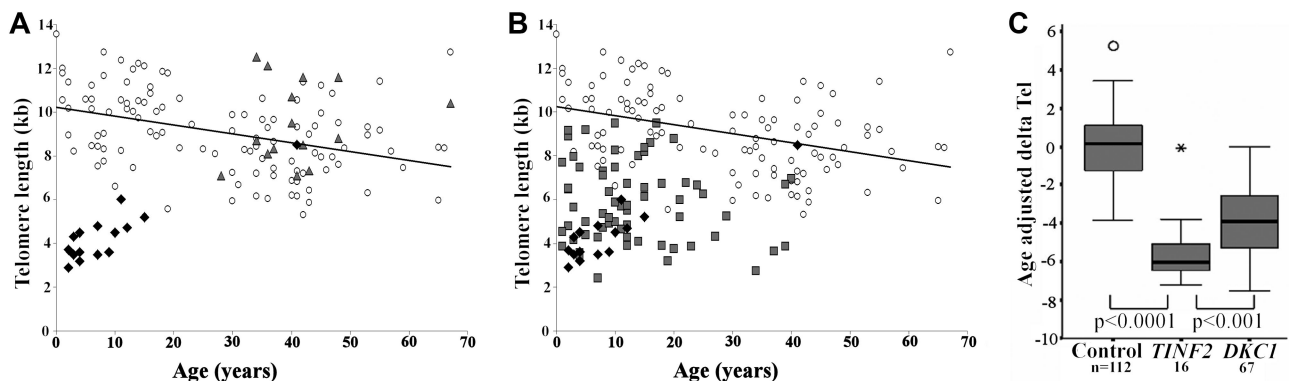 A
14
12
10
8
6
4
2
0
Telomere length (kb)
0 10 20 30 40 50 60 70
Age (years)
B
14
12
10
8
6
4
2
0
Telomere length (kb)
0 10 20 30 40 50 60 70
Age (years)
C
6
4
2
0
-2
-4
-6
-8
-10
Age adjusted delta Tel
*
p<0.0001 p<0.001
Control TINF2 DKC1
n=112 16 67